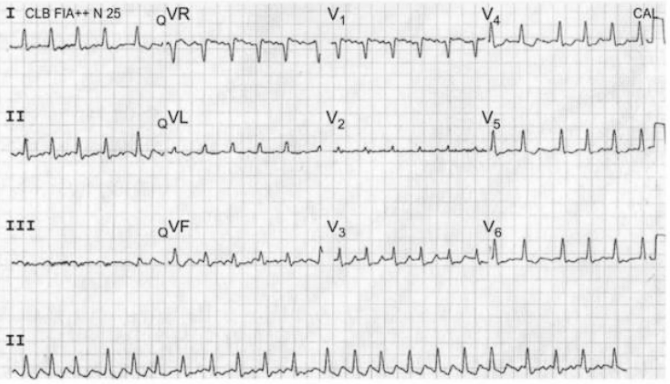 I CLB FIA++ N 25 QVR V1 V4 CAL
II QVL V2 V5
III QVF V3 V6
II